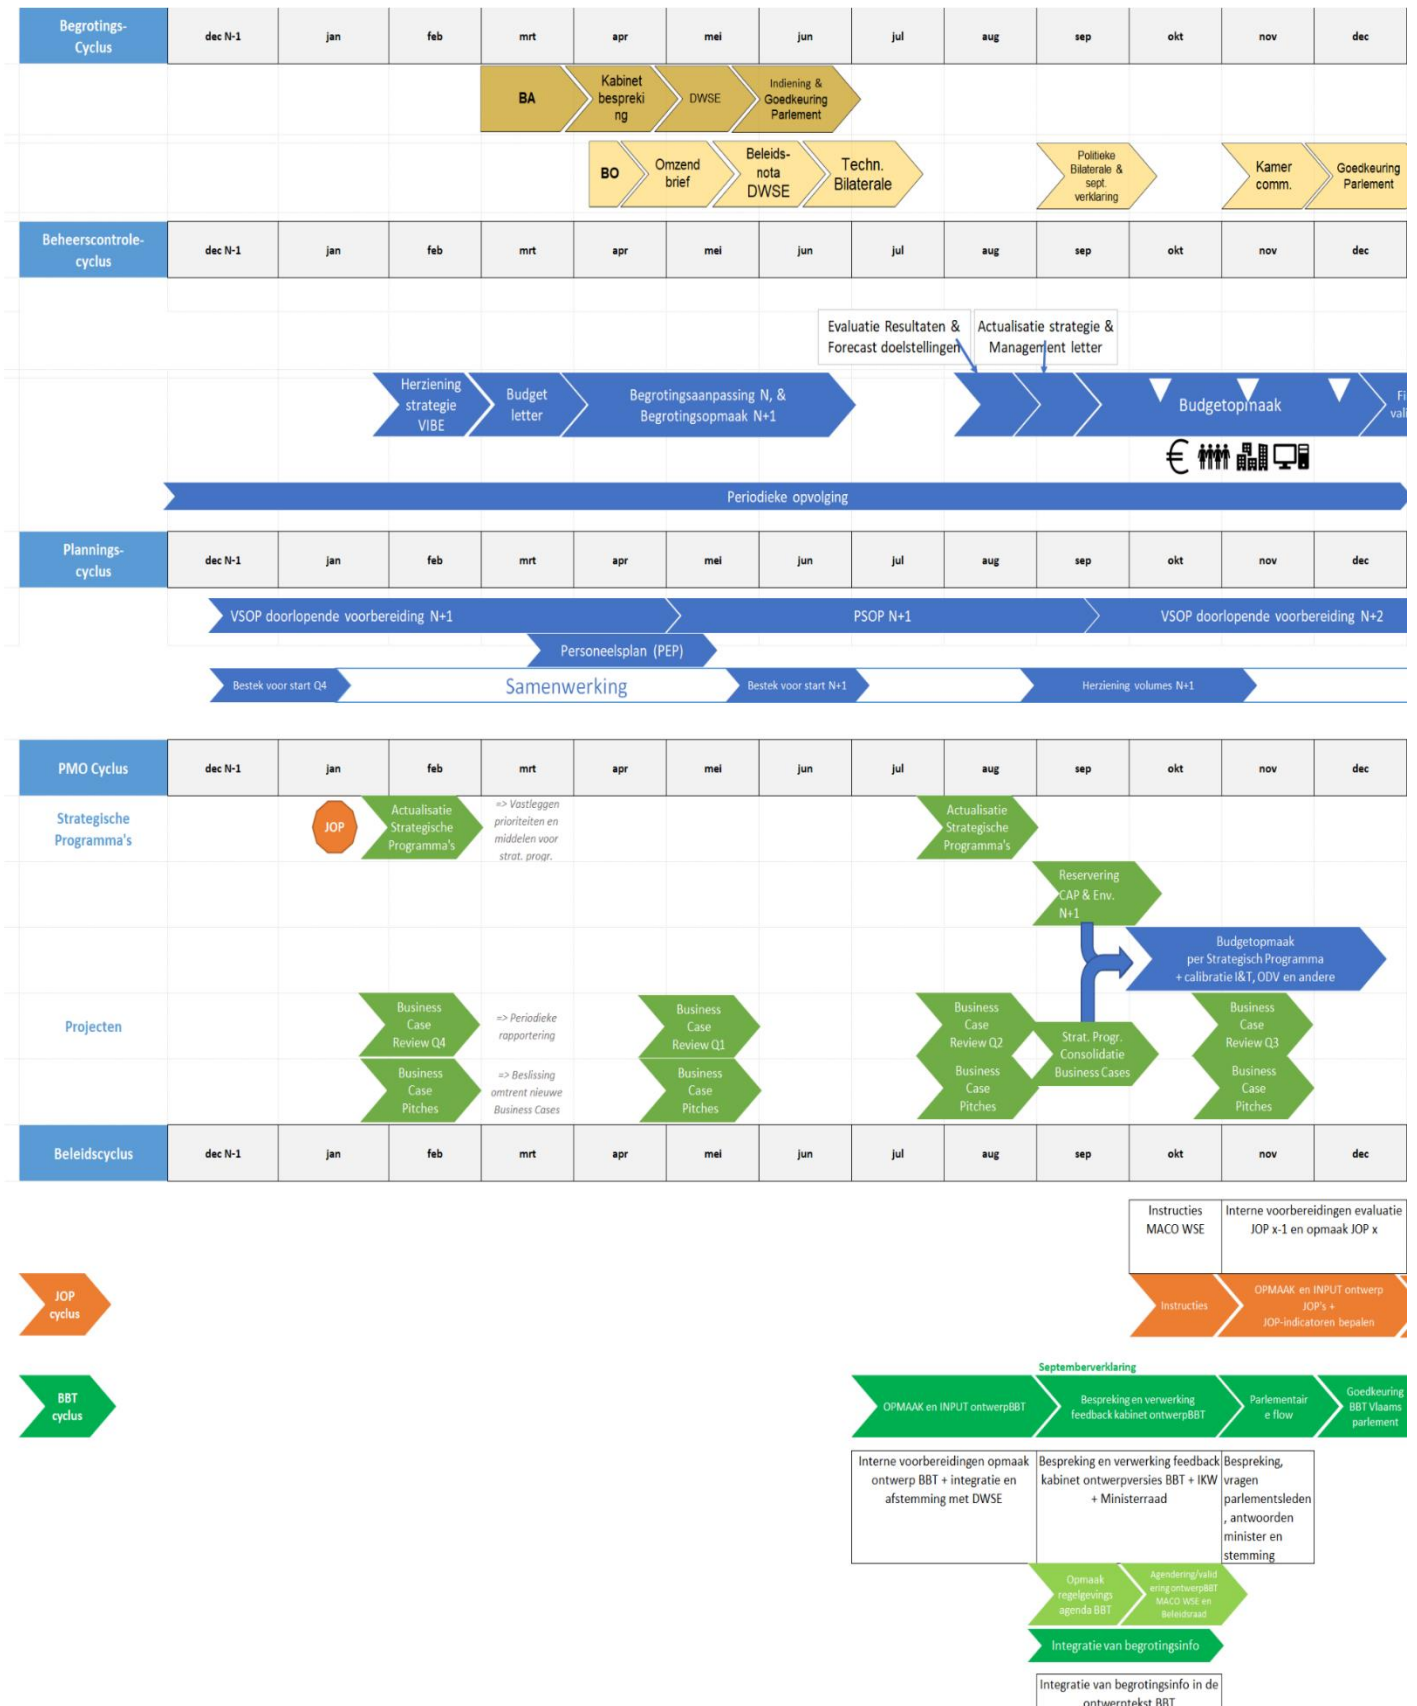 Begrotings-
Cyclus
dec N-1 jan feb mrt apr mei jun jul aug sep okt nov dec
BA
Kabinet
bespreki
ng
DWSE
Indiening &
Goedkeuring
Parlement
BO
Omzend
brief
Beleids-
nota
DWSE
Techn.
Bilaterale
Politieke
Bilaterale &
sept.
verklaring
Kamer
comm.
Goedkeuring
Parlement
Beheerscontrole-
cyclus
dec N-1 jan feb mrt apr mei jun jul aug sep okt nov dec
Evaluatie Resultaten &
Forecast doelstellingen
Actualisatie strategie &
Management letter
Herziening
strategie
VIBE
Budget
letter
Begrotingsaanpassing N, &
Begrotingsopmaak N+1
Budgetopmaak
Fi
vali
€
Periodieke opvolging
Plannings-
cyclus
dec N-1 jan feb mrt apr mei jun jul aug sep okt nov dec
VSOP doorlopende voorbereiding N+1
PSOP N+1
VSOP doorlopende voorbereiding N+2
Personeelsplan (PEP)
Bestek voor start Q4
Samenwerking
Bestek voor start N+1
Herziening volumes N+1
PMO Cyclus
dec N-1 jan feb mrt apr mei jun jul aug sep okt nov dec
Strategische
Programma's
JOP
Actualisatie
Strategische
Programma's
=> Vastleggen
prioriteiten en
middelen voor
strat. progr.
Actualisatie
Strategische
Programma's
Reservering
CAP & Env.
N+1
Budgetopmaak
per Strategisch Programma
+ calibratie I&T, ODV en andere
Projecten
Business
Case
Review Q4
=> Periodieke
rapportering
Business
Case
Review Q1
Business
Case
Review Q2
Strat. Progr.
Consolidatie
Business Cases
Business
Case
Review Q3
Business
Case
Pitches
=> Beslissing
omtrent nieuwe
Business Cases
Business
Case
Pitches
Business
Case
Pitches
Business
Case
Pitches
Beleidscyclus
dec N-1 jan feb mrt apr mei jun jul aug sep okt nov dec
Instructies
MACO WSE
Interne voorbereidingen evaluatie
JOP x-1 en opmaak JOP x
JOP
cyclus
Instructies
OPMAAK en INPUT ontwerp
JOP's +
JOP-indicatoren bepalen
Septemberverklaring
BBT
cyclus
OPMAAK en INPUT ontwerpBBT
Bespreking en verwerking
feedback kabinet ontwerpBBT
Parlementair
e flow
Goedkeuring
BBT Vlaams
parlement
Interne voorbereidingen opmaak
ontwerp BBT + integratie en
afstemming met DWSE
Bespreking en verwerking feedback
kabinet ontwerpversies BBT + IKW
+ Ministerraad
Bespreking,
vragen
parlementsleden
, antwoorden
minister en
stemming
Opmaak
regelgevings
agenda BBT
Agendering/valid
ering ontwerpBBT
MACO WSE en
Beleidsraad
Integratie van begrotingsinfo
Integratie van begrotingsinfo in de
ontwerptekst BBT